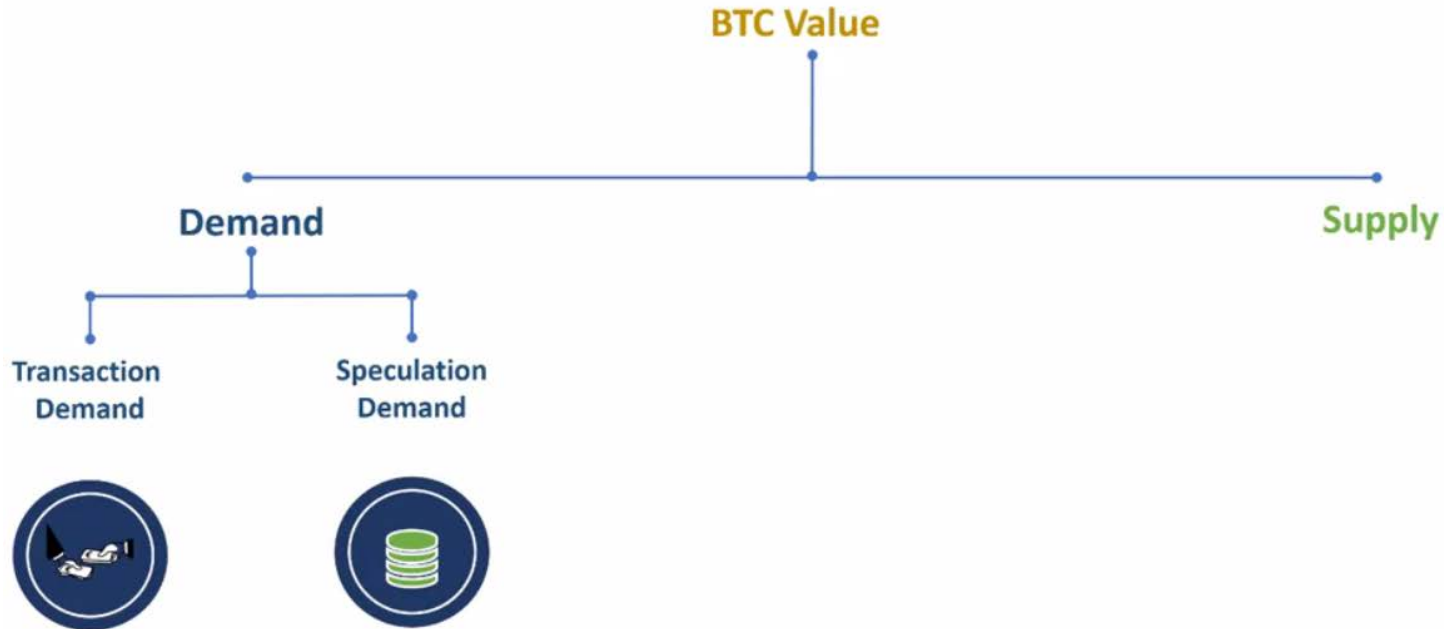 BTC Value
Demand
Supply
Transaction
Demand
Speculation
Demand